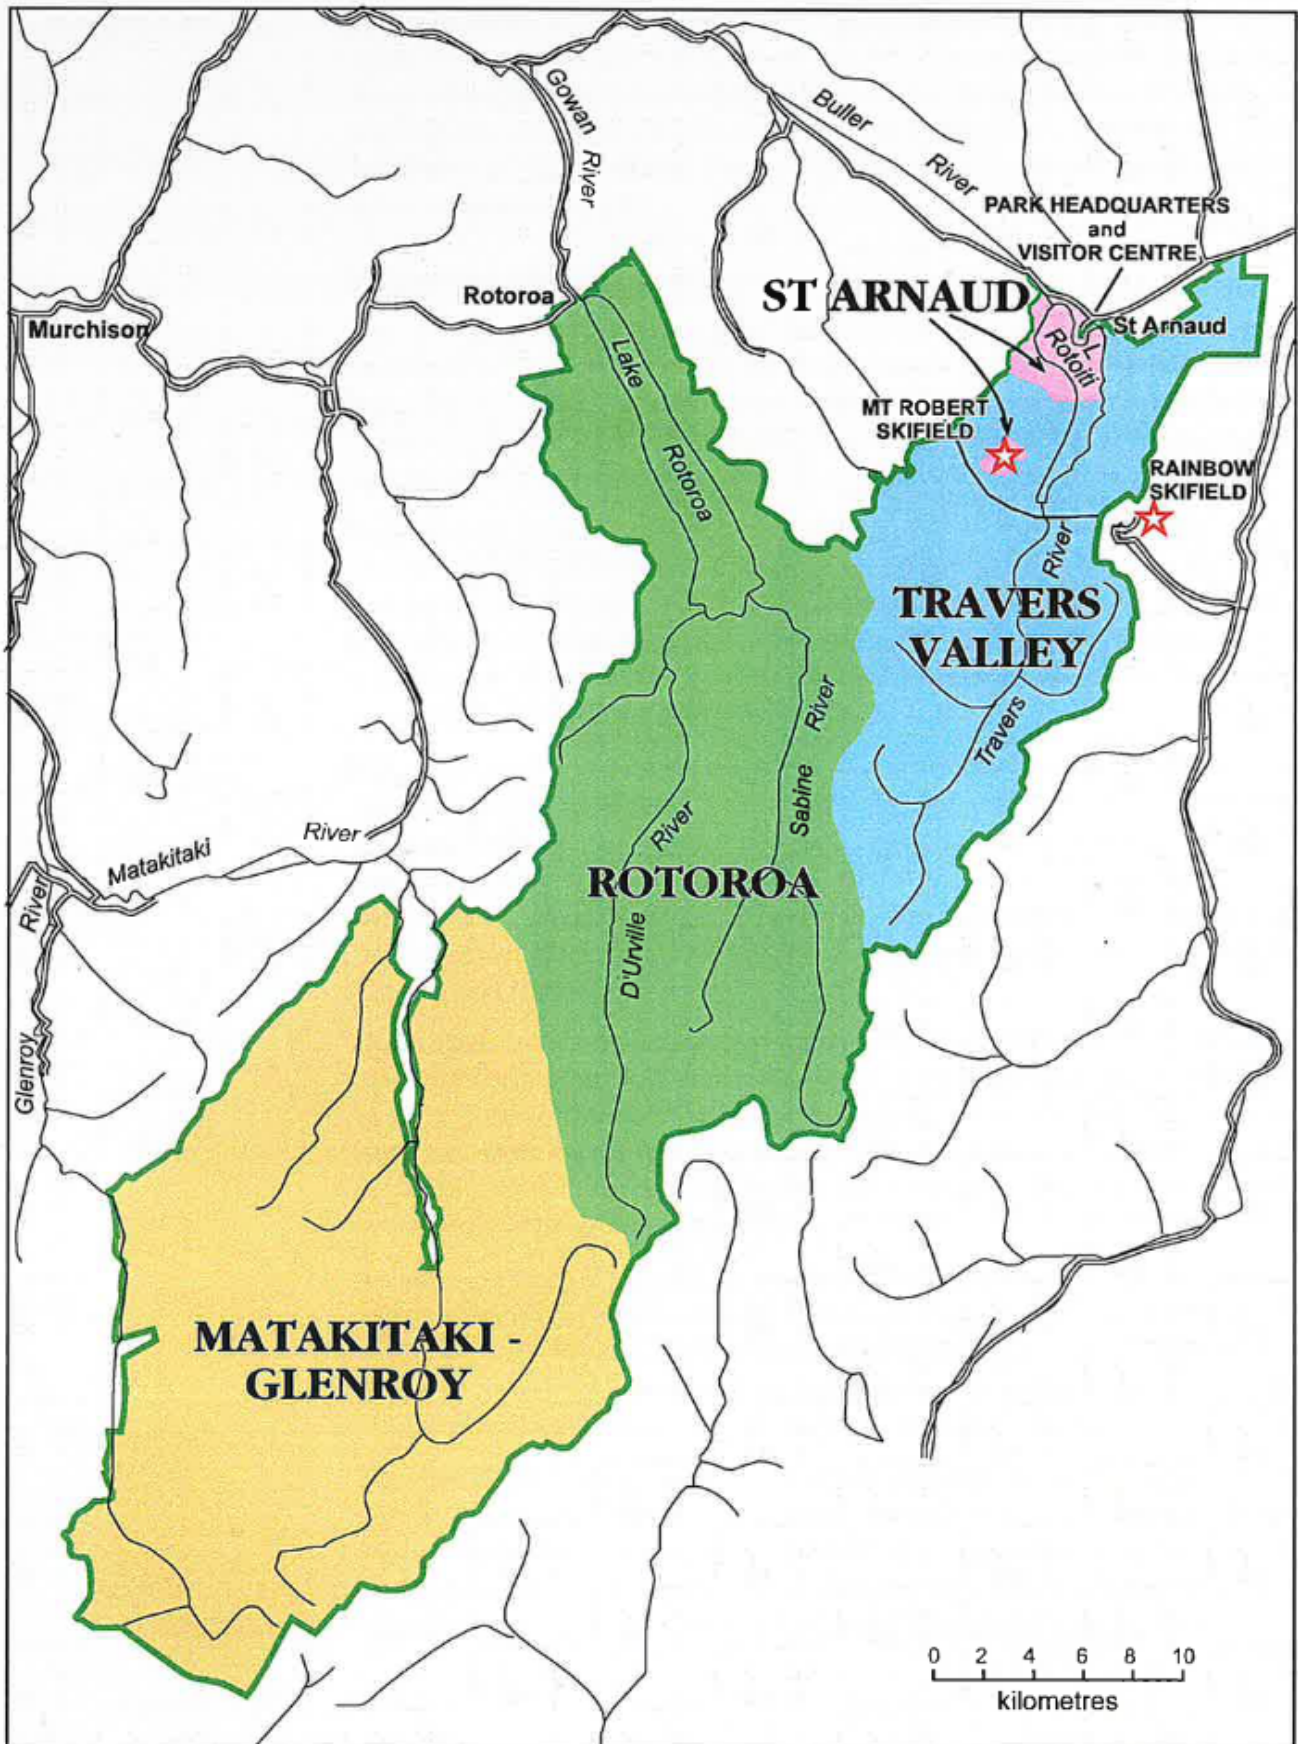 Gowan
River
Buller
River
PARK HEADQUARTERS
and
VISITOR CENTRE
ST ARNAUD
Rotoroa
Murchison
St Arnaud
L
Rotoiti
Lake
Rotoroa
MT ROBERT
SKIFIELD
RAINBOW
SKIFIELD
River
TRAVERS
VALLEY
Travers
River
Sabine
River
D'Urville
ROTOROA
Matakitaki
River
River
Glenroy
MATAKITAKI -
GLENROY
0 2 4 6 8 10
kilometres